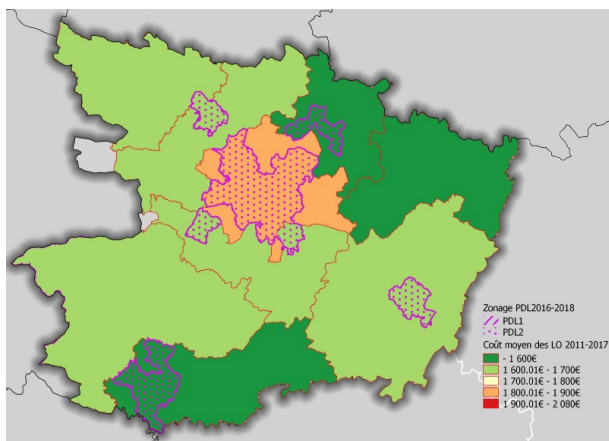 Zonage PDL2016-2018
PDL1
PDL2
Coût moyen des LO 2011-2017
- 1 600€
1 600.01€ - 1 700€
1 700.01€ - 1 800€
1 800.01€ - 1 900€
1 900.01€ - 2 080€